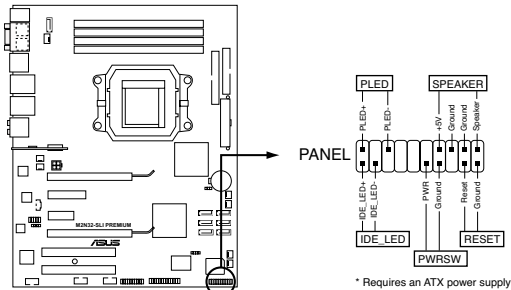 PLED SPEAKER
PLED+ PLED- +5V Ground Ground Speaker
PANEL
IDE_LED+ IDE_LED- PWR Ground Reset Ground
IDE_LED RESET
PWRSW
M2N32-SLI PREMIUM
ASUS
* Requires an ATX power supply